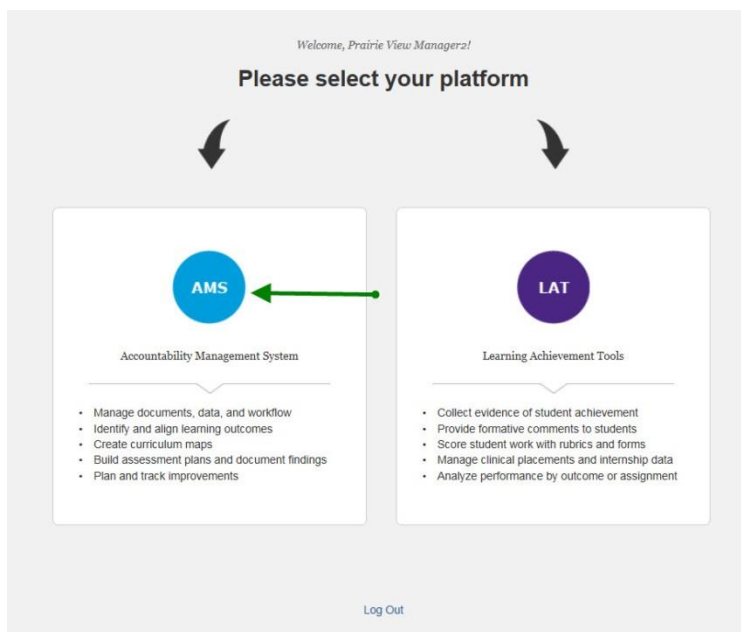 Welcome, Prairie View Manager2!
Please select your platform
AMS
Accountability Management System
• Manage documents, data, and workflow
• Identify and align learning outcomes
• Create curriculum maps
• Build assessment plans and document findings
• Plan and track improvements
LAT
Learning Achievement Tools
• Collect evidence of student achievement
• Provide formative comments to students
• Score student work with rubrics and forms
• Manage clinical placements and internship data
• Analyze performance by outcome or assignment
Log Out